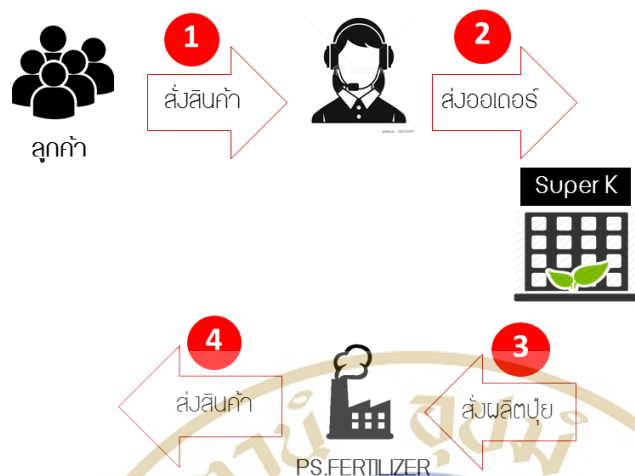 1
2
สั่งสินค้า
ส่งออเดอร์
ลูกค้า
Super K
4
3
ส่งสินค้า
สั่งผลิตปุ๋ย
PS.FERTILIZER